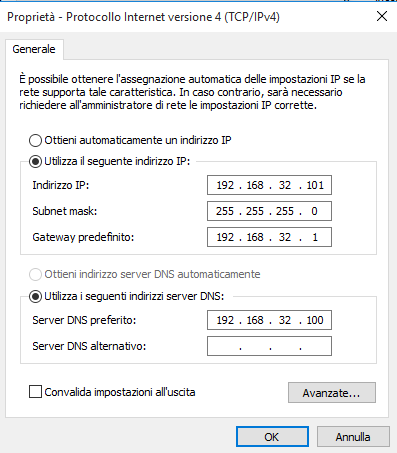 Proprietà - Protocollo Internet versione 4 (TCP/IPv4)
Generale
È possibile ottenere l'assegnazione automatica delle impostazioni IP se la
rete supporta tale caratteristica. In caso contrario, sarà necessario
richiedere all'amministratore di rete le impostazioni IP corrette.
Ottieni automaticamente un indirizzo IP
Utilizza il seguente indirizzo IP:
Indirizzo IP: 192 . 168 . 32 . 101
Subnet mask: 255 . 255 . 255 . 0
Gateway predefinito: 192 . 168 . 32 . 1
Ottieni indirizzo server DNS automaticamente
Utilizza i seguenti indirizzi server DNS:
Server DNS preferito: 192 . 168 . 32 . 100
Server DNS alternativo: . . .
Convalida impostazioni all'uscita Avanzate...
OK Annulla